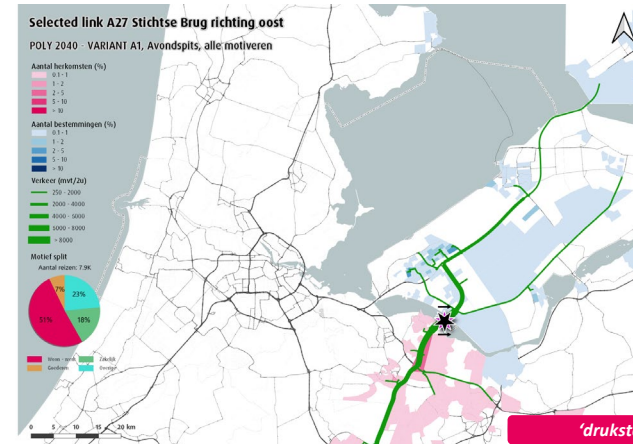 Selected link A27 Stichtse Brug richting oost
POLY 2040 - VARIANT A1, Avondspits, alle motieven
Aantal herkomsten (%)
0.1 - 1
1 - 2
2 - 5
5 - 10
> 10
Aantal bestemmingen (%)
0.1 - 1
1 - 2
2 - 5
5 - 10
> 10
Verkeer (mvt/2u)
250 - 2000
2000 - 4000
4000 - 6000
6000 - 8000
> 8000
Motief split
Aantal reizen: 7.9K
7%
23%
51%
18%
Woon - werk
Zakelijk
Goederen
Overige
0 5 10 15 20 km
‘drukste